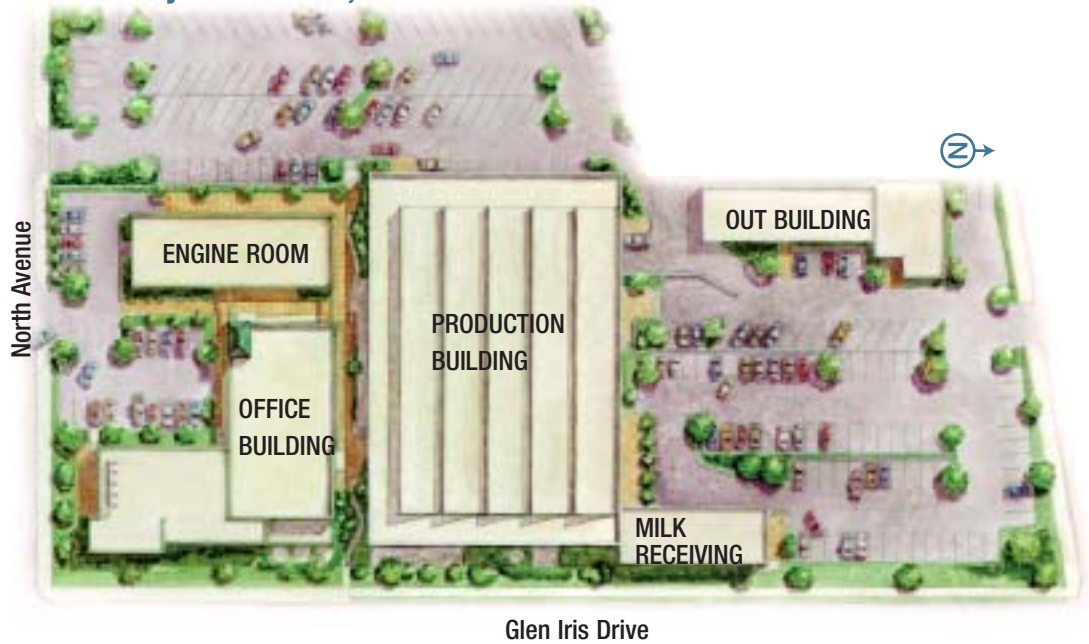 N
OUT BUILDING
ENGINE ROOM
North Avenue
PRODUCTION
BUILDING
OFFICE
BUILDING
MILK
RECEIVING
Glen Iris Drive